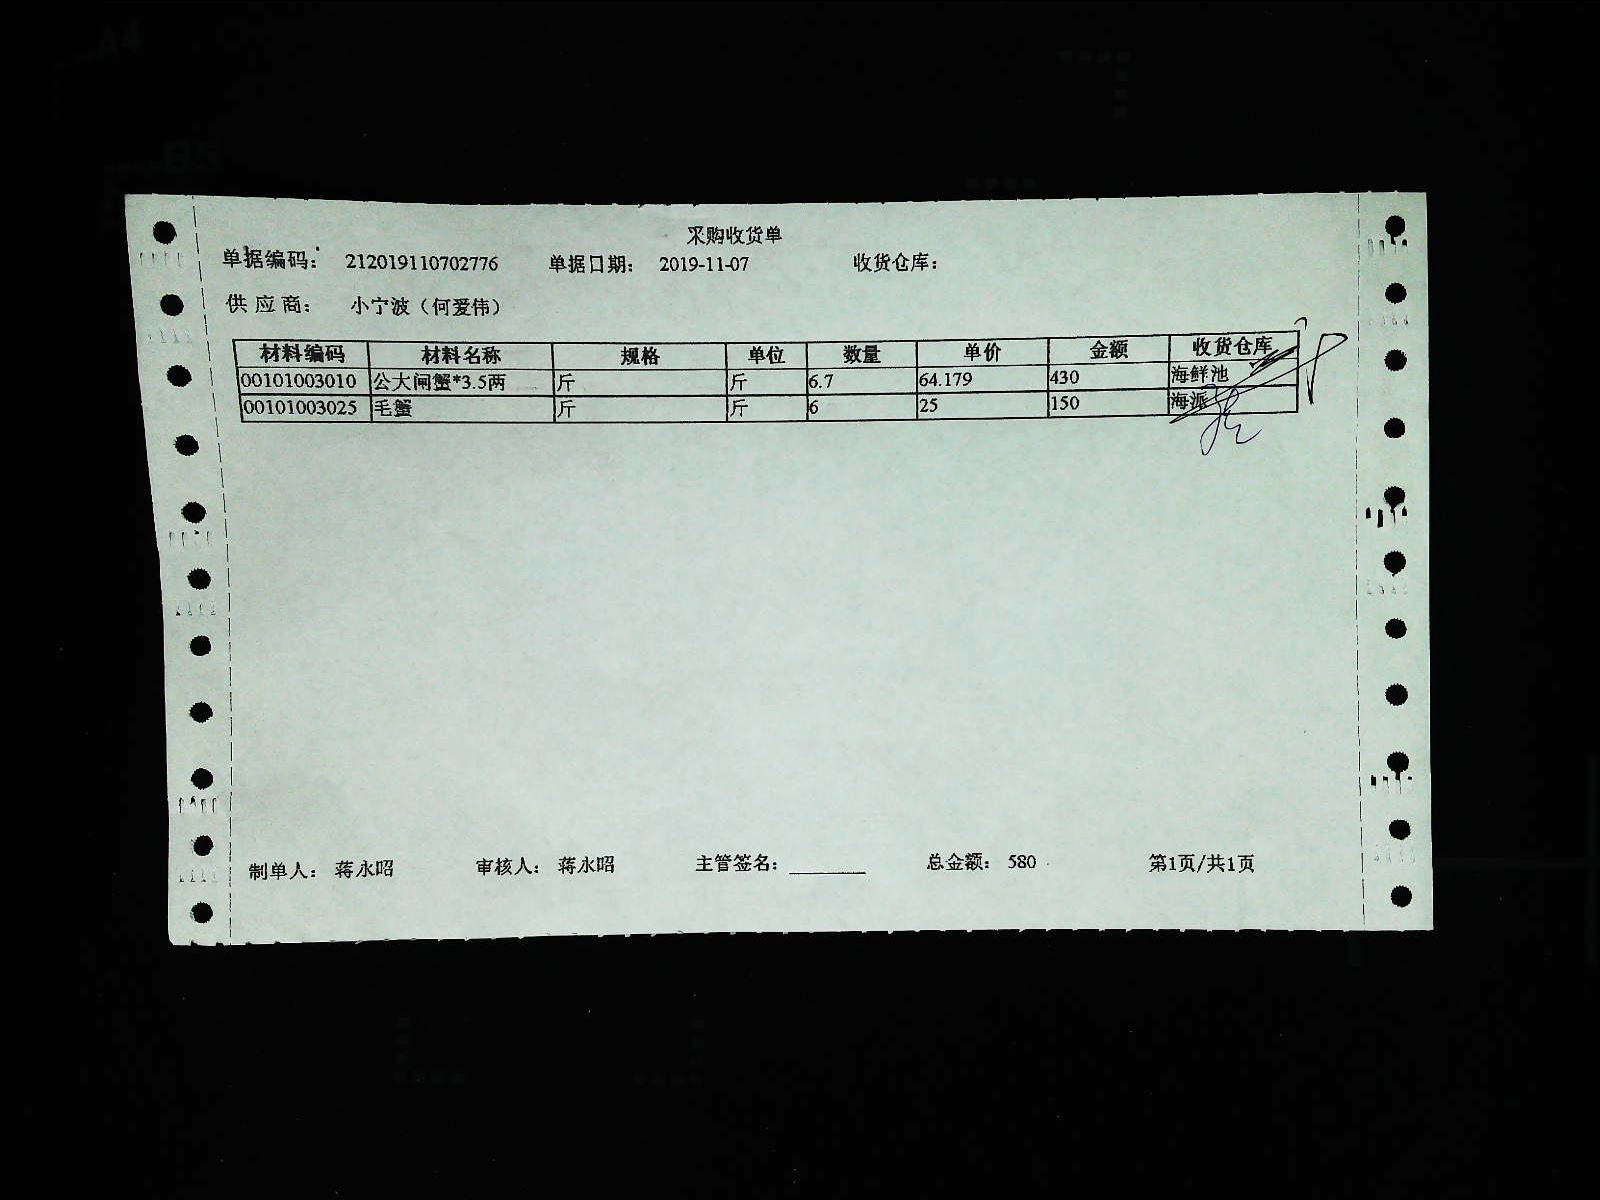 采购收货单
单据编码： 212019110702776 单据日期： 2019-11-07 收货仓库：
供 应 商： 小宁波（何爱伟）
材料编码 材料名称 规格 单位 数量 单价 金额 收货仓库
00101003010 公大闸蟹*3.5两 斤 斤 6.7 64.179 430 海鲜池
00101003025 毛蟹 斤 斤 6 25 150 海派
制单人： 蒋永昭 审核人： 蒋永昭 主管签名： 总金额： 580 第1页/共1页